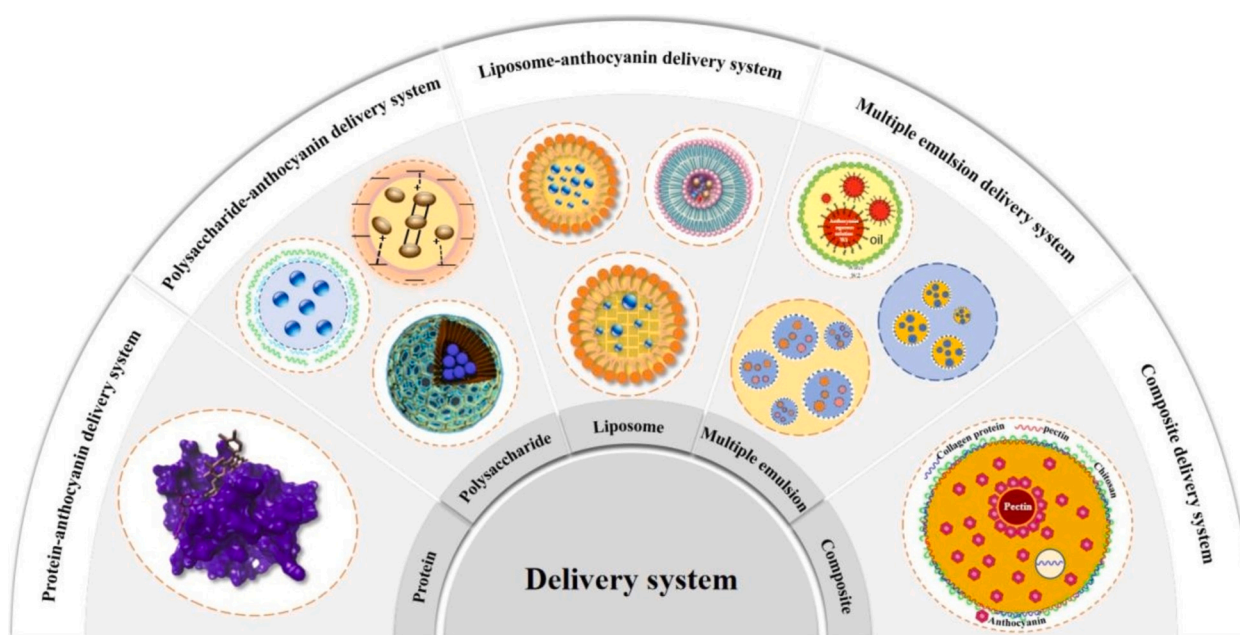 Protein-anthocyanin delivery system
Polysaccharide-anthocyanin delivery system
Liposome-anthocyanin delivery system
Multiple emulsion delivery system
Composite delivery system
oil
Collagen protein
pectin
Chitosan
Pectin
Anthocyanin
Protein
Polysaccharide
Liposome
Multiple emulsion
Composite
Delivery system